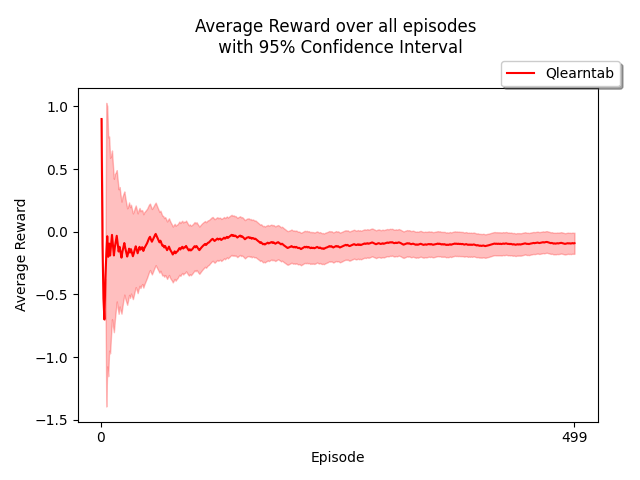 Average Reward over all episodes
with 95% Confidence Interval
Qlearntab
1.0
0.5
0.0
−0.5
−1.0
−1.5
Average Reward
0
499
Episode